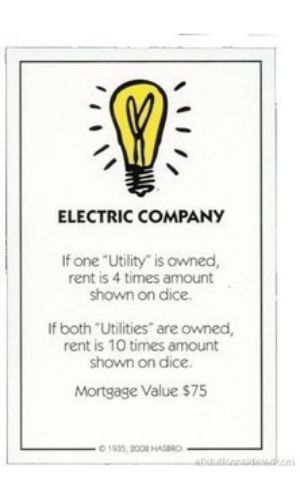 ELECTRIC COMPANY
If one "Utility" is owned,
rent is 4 times amount
shown on dice.
If both "Utilities" are owned,
rent is 10 times amount
shown on dice.
Mortgage Value $75
© 1935, 2008 HASBRO